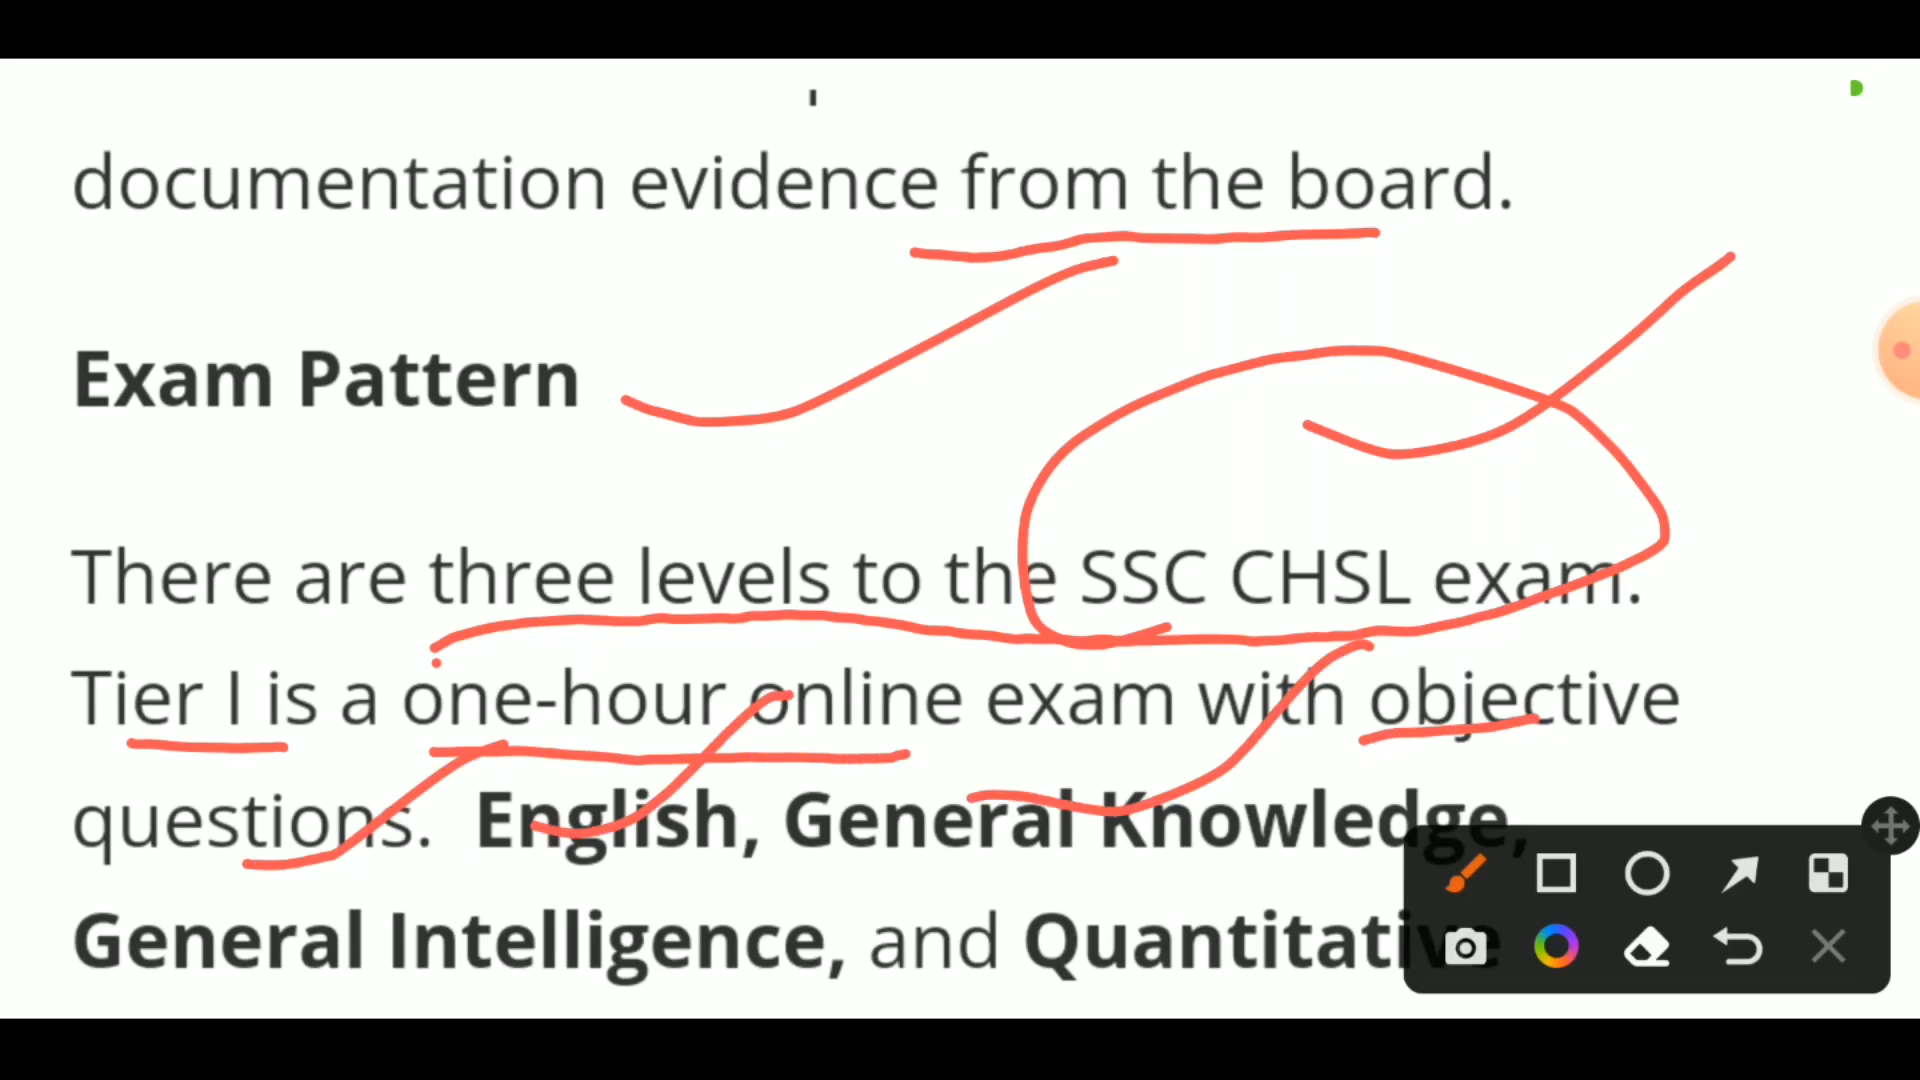 documentation evidence from the board.
Exam Pattern
There are three levels to the SSC CHSL exam.
Tier I is a one-hour online exam with objective
questions. English, General Knowledge,
General Intelligence, and Quantitative